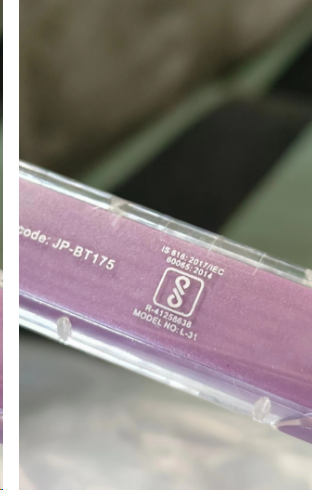 code: JP-BT175
IS 616: 2017/IEC
60065: 2014
R-41258638
MODEL NO: L-31